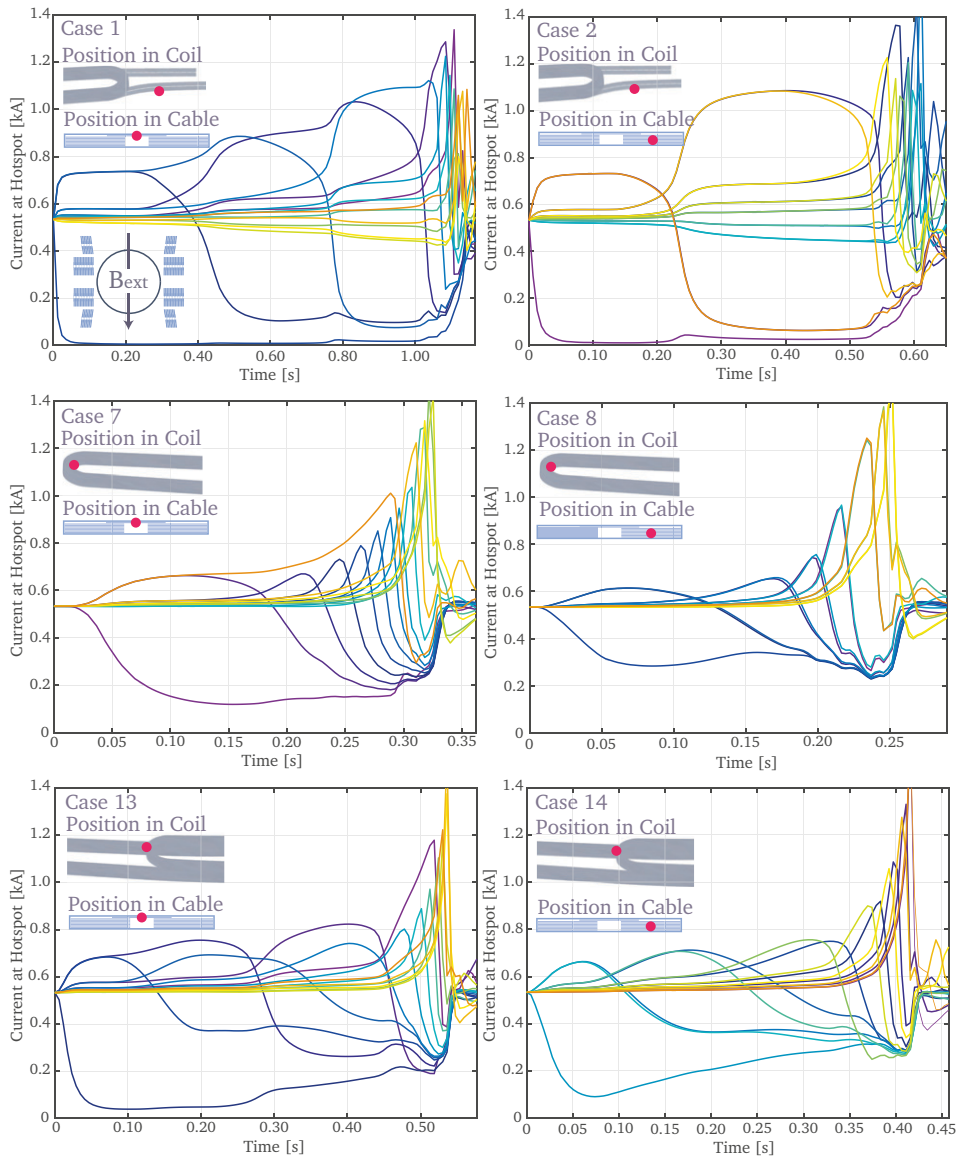 Case 1
Position in Coil
Position in Cable
Bext
Current at Hotspot [kA]
1.4
1.2
1.0
0.8
0.6
0.4
0.2
0
0 0.20 0.40 0.60 0.80 1.00
Time [s]
Case 2
Position in Coil
Position in Cable
Current at Hotspot [kA]
1.4
1.2
1.0
0.8
0.6
0.4
0.2
0
0 0.10 0.20 0.30 0.40 0.50 0.60
Time [s]
Case 7
Position in Coil
Position in Cable
Current at Hotspot [kA]
1.4
1.2
1.0
0.8
0.6
0.4
0.2
0
0 0.05 0.10 0.15 0.20 0.25 0.30 0.35
Time [s]
Case 8
Position in Coil
Position in Cable
Current at Hotspot [kA]
1.4
1.2
1.0
0.8
0.6
0.4
0.2
0
0 0.05 0.10 0.15 0.20 0.25
Time [s]
Case 13
Position in Coil
Position in Cable
Current at Hotspot [kA]
1.4
1.2
1.0
0.8
0.6
0.4
0.2
0
0 0.10 0.20 0.30 0.40 0.50
Time [s]
Case 14
Position in Coil
Position in Cable
Current at Hotspot [kA]
1.4
1.2
1.0
0.8
0.6
0.4
0.2
0
0 0.05 0.10 0.15 0.20 0.25 0.30 0.35 0.40 0.45
Time [s]